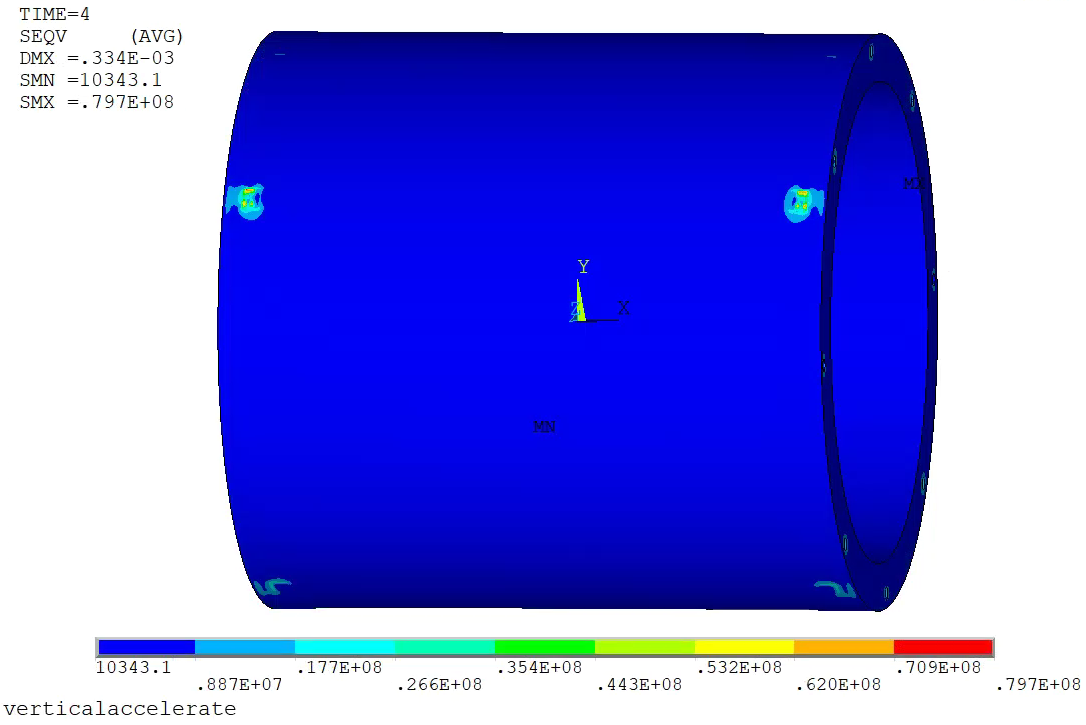 TIME=4
SEQV (AVG)
DMX =.334E-03
SMN =10343.1
SMX =.797E+08
MX
Y
Z X
MN
10343.1 .177E+08 .354E+08 .532E+08 .709E+08
.887E+07 .266E+08 .443E+08 .620E+08 .797E+08
verticalaccelerate